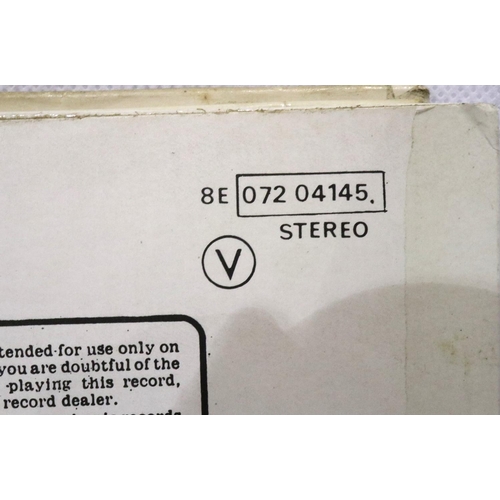 8E 072 04145.
STEREO
V
tended for use only on
you are doubtful of the
playing this record,
record dealer.
records